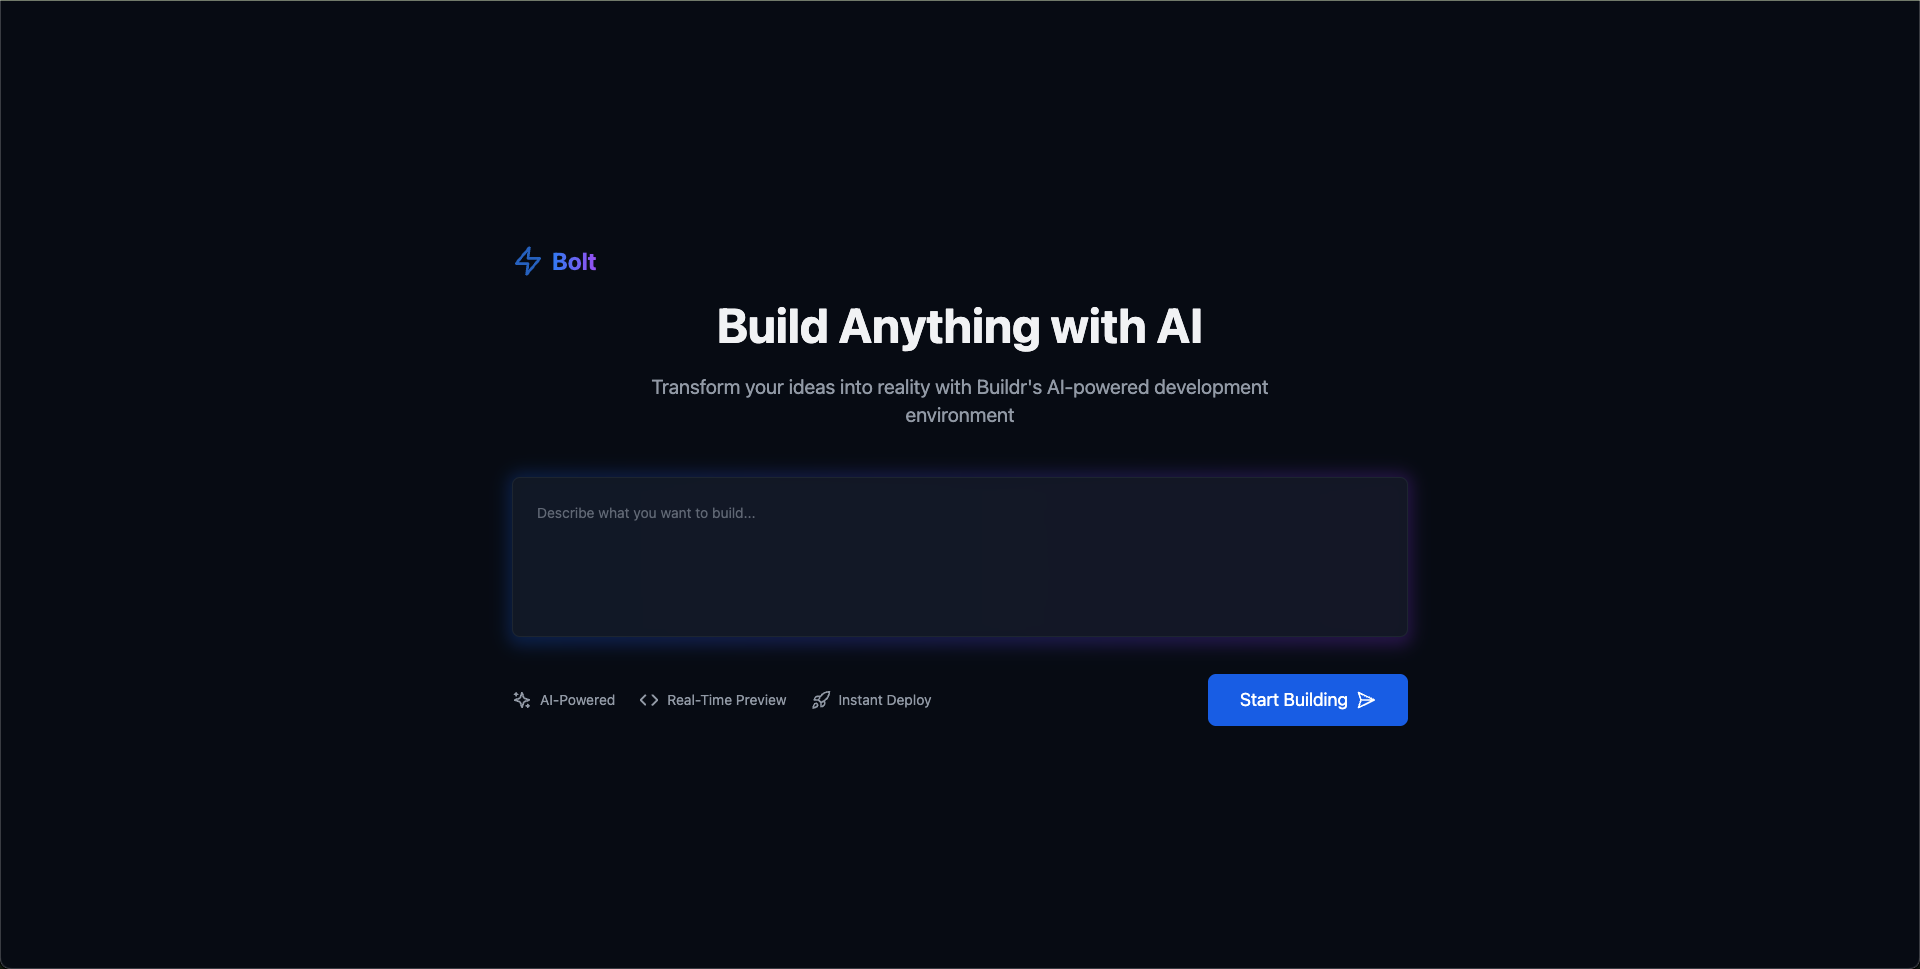 Bolt
Build Anything with AI
Transform your ideas into reality with Buildr's AI-powered development
environment
Describe what you want to build...
AI-Powered
Real-Time Preview
Instant Deploy
Start Building